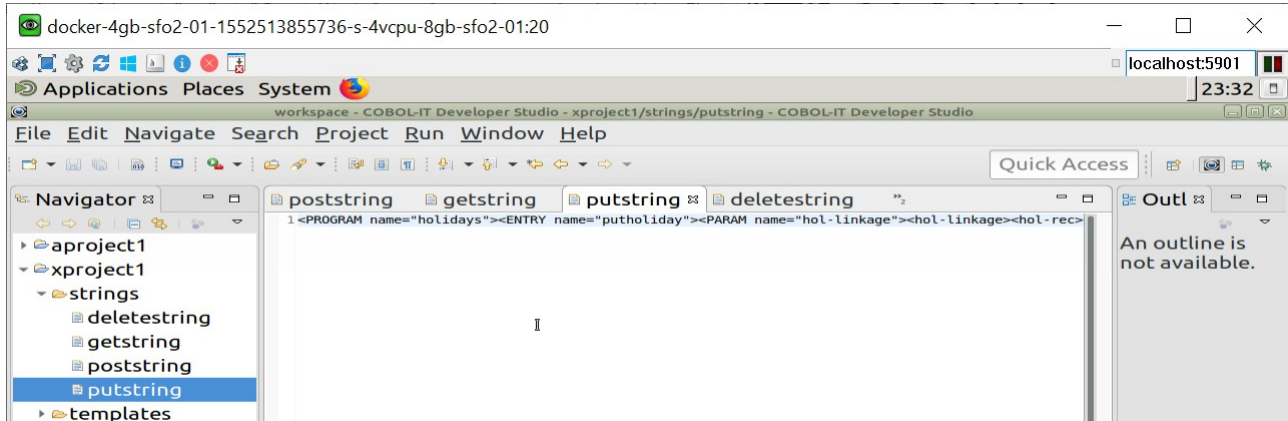 docker-4gb-sfo2-01-1552513855736-s-4vcpu-8gb-sfo2-01:20
localhost:5901
Applications Places System
23:32
workspace - COBOL-IT Developer Studio - xproject1/strings/putstring - COBOL-IT Developer Studio
File Edit Navigate Search Project Run Window Help
Quick Access
Navigator
poststring getstring putstring deletestring »2
Outl
1 <PROGRAM name="holidays"><ENTRY name="putholiday"><PARAM name="hol-linkage"><hol-linkage><hol-rec>
An outline is
not available.
aproject1
xproject1
strings
deletestring
getstring
poststring
putstring
templates